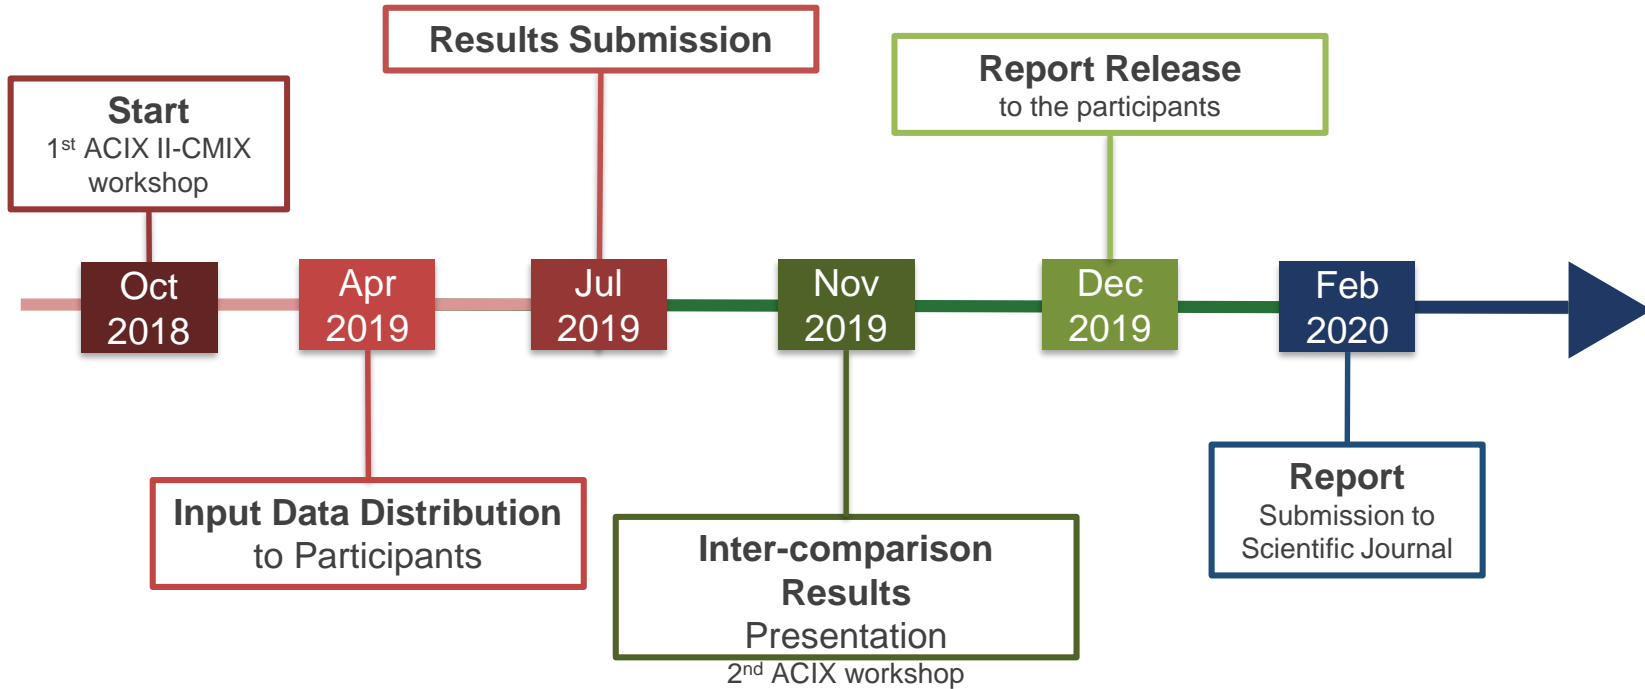 Results Submission
Report Release
to the participants
Start
1st ACIX II-CMIX
workshop
Oct
2018
Apr
2019
Jul
2019
Nov
2019
Dec
2019
Feb
2020
Input Data Distribution
to Participants
Inter-comparison
Results
Presentation
2nd ACIX workshop
Report
Submission to
Scientific Journal